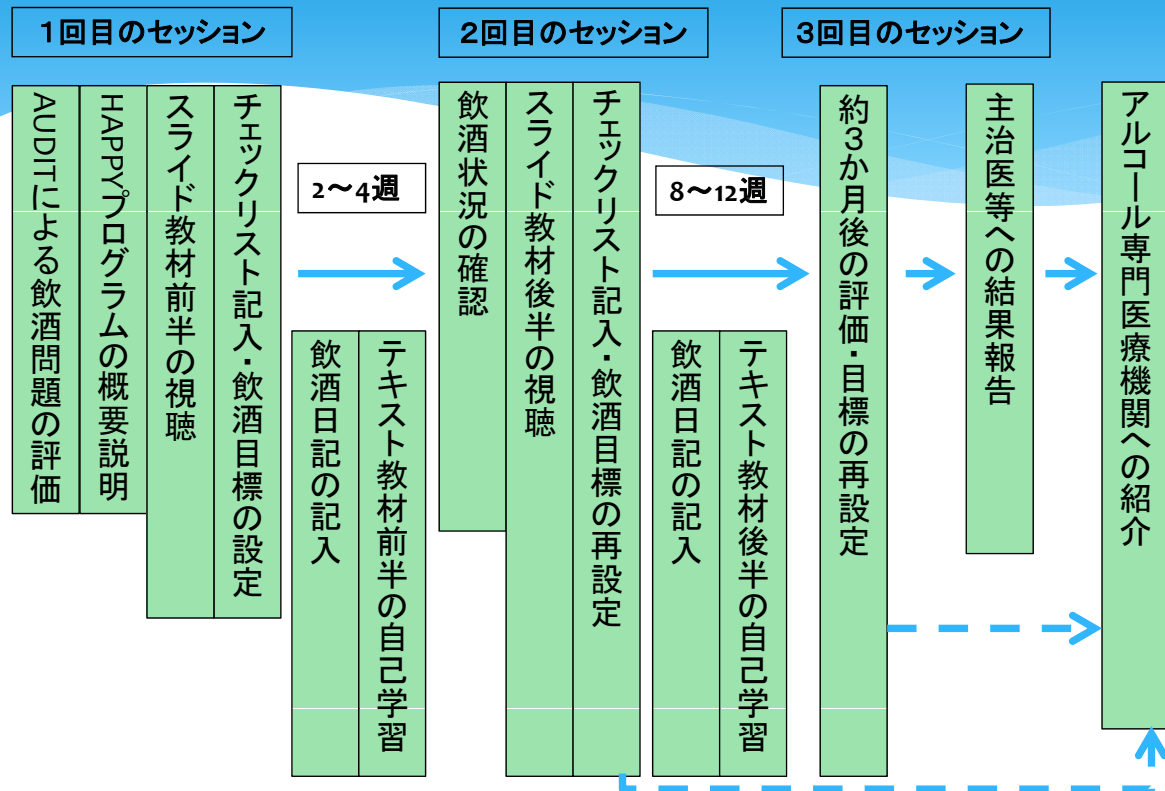 １回目のセッション
２回目のセッション
３回目のセッション
AUDITによる飲酒問題の評価
HAPPYプログラムの概要説明
スライド教材前半の視聴
チェックリスト記入・飲酒目標の設定
2～4週
飲酒日記の記入
テキスト教材前半の自己学習
飲酒状況の確認
スライド教材後半の視聴
チェックリスト記入・飲酒目標の再設定
8～12週
飲酒日記の記入
テキスト教材後半の自己学習
約３か月後の評価・目標の再設定
主治医等への結果報告
アルコール専門医療機関への紹介